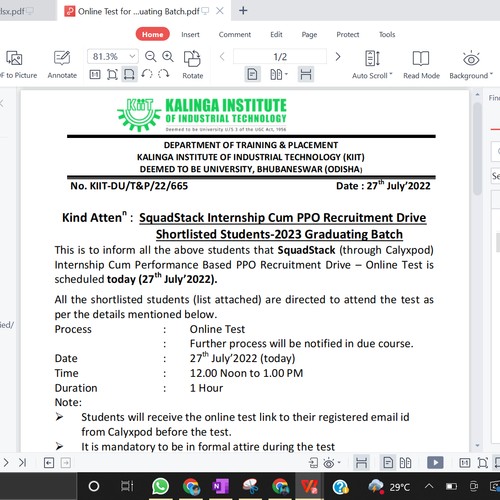 dsx.pdf
Online Test for ...uating Batch.pdf
Home Insert Comment Edit Page Protect Tools
81.3%
1/2
PDF to Picture Annotate Rotate Auto Scroll Read Mode Background
Fin
KALINGA INSTITUTE
OF INDUSTRIAL TECHNOLOGY
Deemed to be University U/S 3 of the UGC Act, 1956
DEPARTMENT OF TRAINING & PLACEMENT
KALINGA INSTITUTE OF INDUSTRIAL TECHNOLOGY (KIIT)
DEEMED TO BE UNIVERSITY, BHUBANESWAR (ODISHA)
No. KIIT-DU/T&P/22/665 Date : 27th July'2022
Se
Kind Attenn : SquadStack Internship Cum PPO Recruitment Drive
Shortlisted Students-2023 Graduating Batch
This is to inform all the above students that SquadStack (through Calyxpod)
Internship Cum Performance Based PPO Recruitment Drive – Online Test is
scheduled today (27th July'2022).
All the shortlisted students (list attached) are directed to attend the test as
per the details mentioned below.
ied/
Process : Online Test
: Further process will be notified in due course.
Date : 27th July'2022 (today)
Time : 12.00 Noon to 1.00 PM
Duration : 1 Hour
Note:
➢ Students will receive the online test link to their registered email id
from Calyxpod before the test.
➢ It is mandatory to be in formal attire during the test
29°C